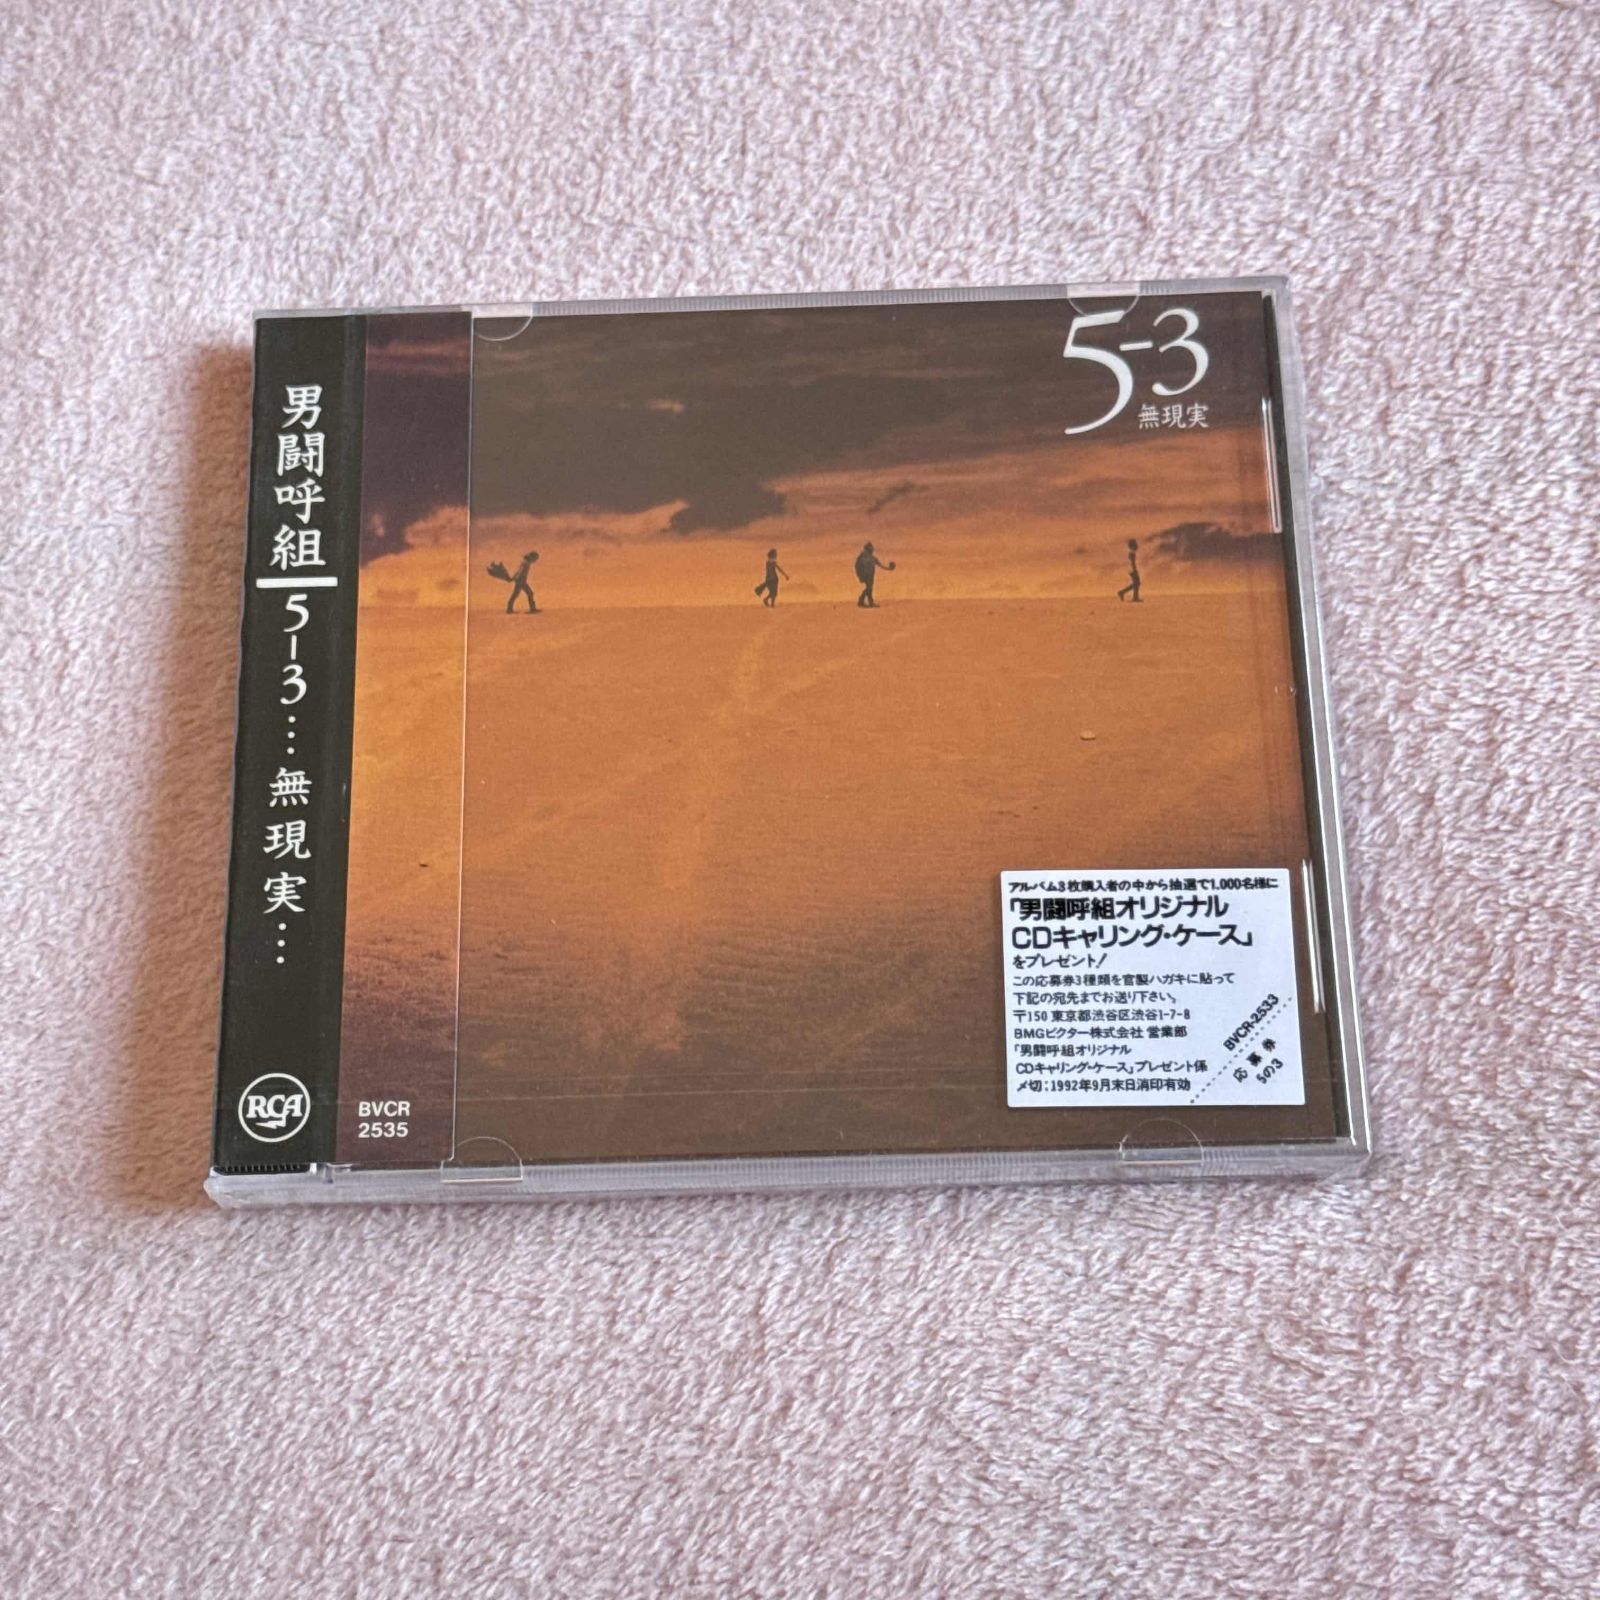 男闘呼組
5-3…無現実…
RCA
BVCR
2535
5-3
無現実
アルバム3枚購入者の中から抽選で1,000名様に
「男闘呼組オリジナル
CDキャリング・ケース」
をプレゼント!
この応募券3種類を官製ハガキに貼って
下記の宛先までお送り下さい。
〒150 東京都渋谷区渋谷1-7-8
BMGビクター株式会社 営業部
「男闘呼組オリジナル
CDキャリング・ケース」プレゼント係
〆切:1992年9月末日消印有効
BVCR-2533
応募券
5の3